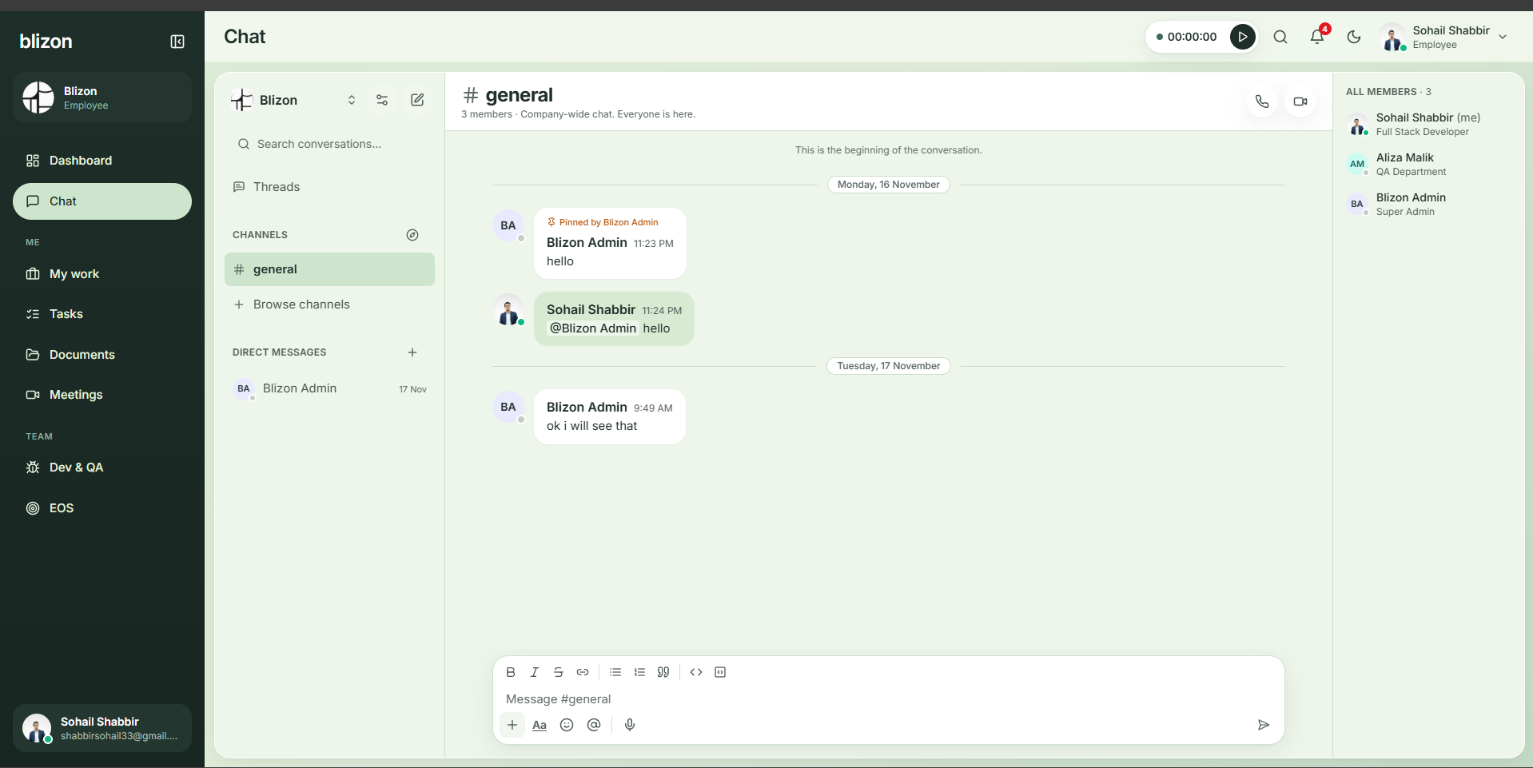 blizon
Blizon
Employee
Dashboard
Chat
ME
My work
Tasks
Documents
Meetings
TEAM
Dev & QA
EOS
Sohail Shabbir
shabbirsohail33@gmail....
Chat
00:00:00
4
Sohail Shabbir
Employee
Blizon
Search conversations...
Threads
CHANNELS
# general
+ Browse channels
DIRECT MESSAGES +
BA Blizon Admin 17 Nov
# general
3 members · Company-wide chat. Everyone is here.
This is the beginning of the conversation.
Monday, 16 November
BA
Pinned by Blizon Admin
Blizon Admin 11:23 PM
hello
Sohail Shabbir 11:24 PM
@Blizon Admin hello
Tuesday, 17 November
BA
Blizon Admin 9:49 AM
ok i will see that
B I S
Message #general
+ Aa @
ALL MEMBERS · 3
Sohail Shabbir (me)
Full Stack Developer
AM
Aliza Malik
QA Department
BA
Blizon Admin
Super Admin